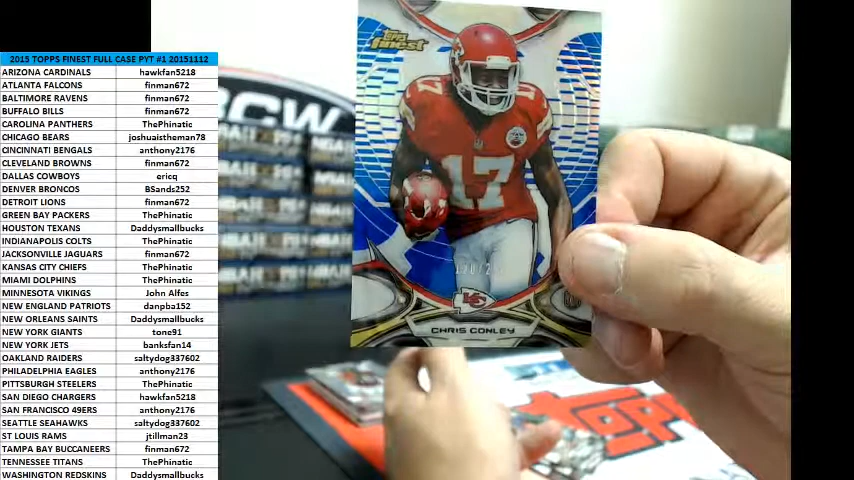 2015 TOPPS FINEST FULL CASE PYT #1 20151112
ARIZONA CARDINALS hawkfan5218
ATLANTA FALCONS finman672
BALTIMORE RAVENS finman672
BUFFALO BILLS finman672
CAROLINA PANTHERS ThePhinatic
CHICAGO BEARS joshuaistheman78
CINCINNATI BENGALS anthony2176
CLEVELAND BROWNS finman672
DALLAS COWBOYS ericq
DENVER BRONCOS BSands252
DETROIT LIONS finman672
GREEN BAY PACKERS ThePhinatic
HOUSTON TEXANS Daddysmallbucks
INDIANAPOLIS COLTS ThePhinatic
JACKSONVILLE JAGUARS finman672
KANSAS CITY CHIEFS ThePhinatic
MIAMI DOLPHINS ThePhinatic
MINNESOTA VIKINGS John Alfes
NEW ENGLAND PATRIOTS danpba152
NEW ORLEANS SAINTS Daddysmallbucks
NEW YORK GIANTS tone91
NEW YORK JETS banksfan14
OAKLAND RAIDERS saltydog337602
PHILADELPHIA EAGLES anthony2176
PITTSBURGH STEELERS ThePhinatic
SAN DIEGO CHARGERS hawkfan5218
SAN FRANCISCO 49ERS anthony2176
SEATTLE SEAHAWKS saltydog337602
ST LOUIS RAMS jtillman23
TAMPA BAY BUCCANEERS finman672
TENNESSEE TITANS ThePhinatic
WASHINGTON REDSKINS Daddysmallbucks
Topps
finest
17
17
KC
CHRIS CONLEY
BCW
Topps